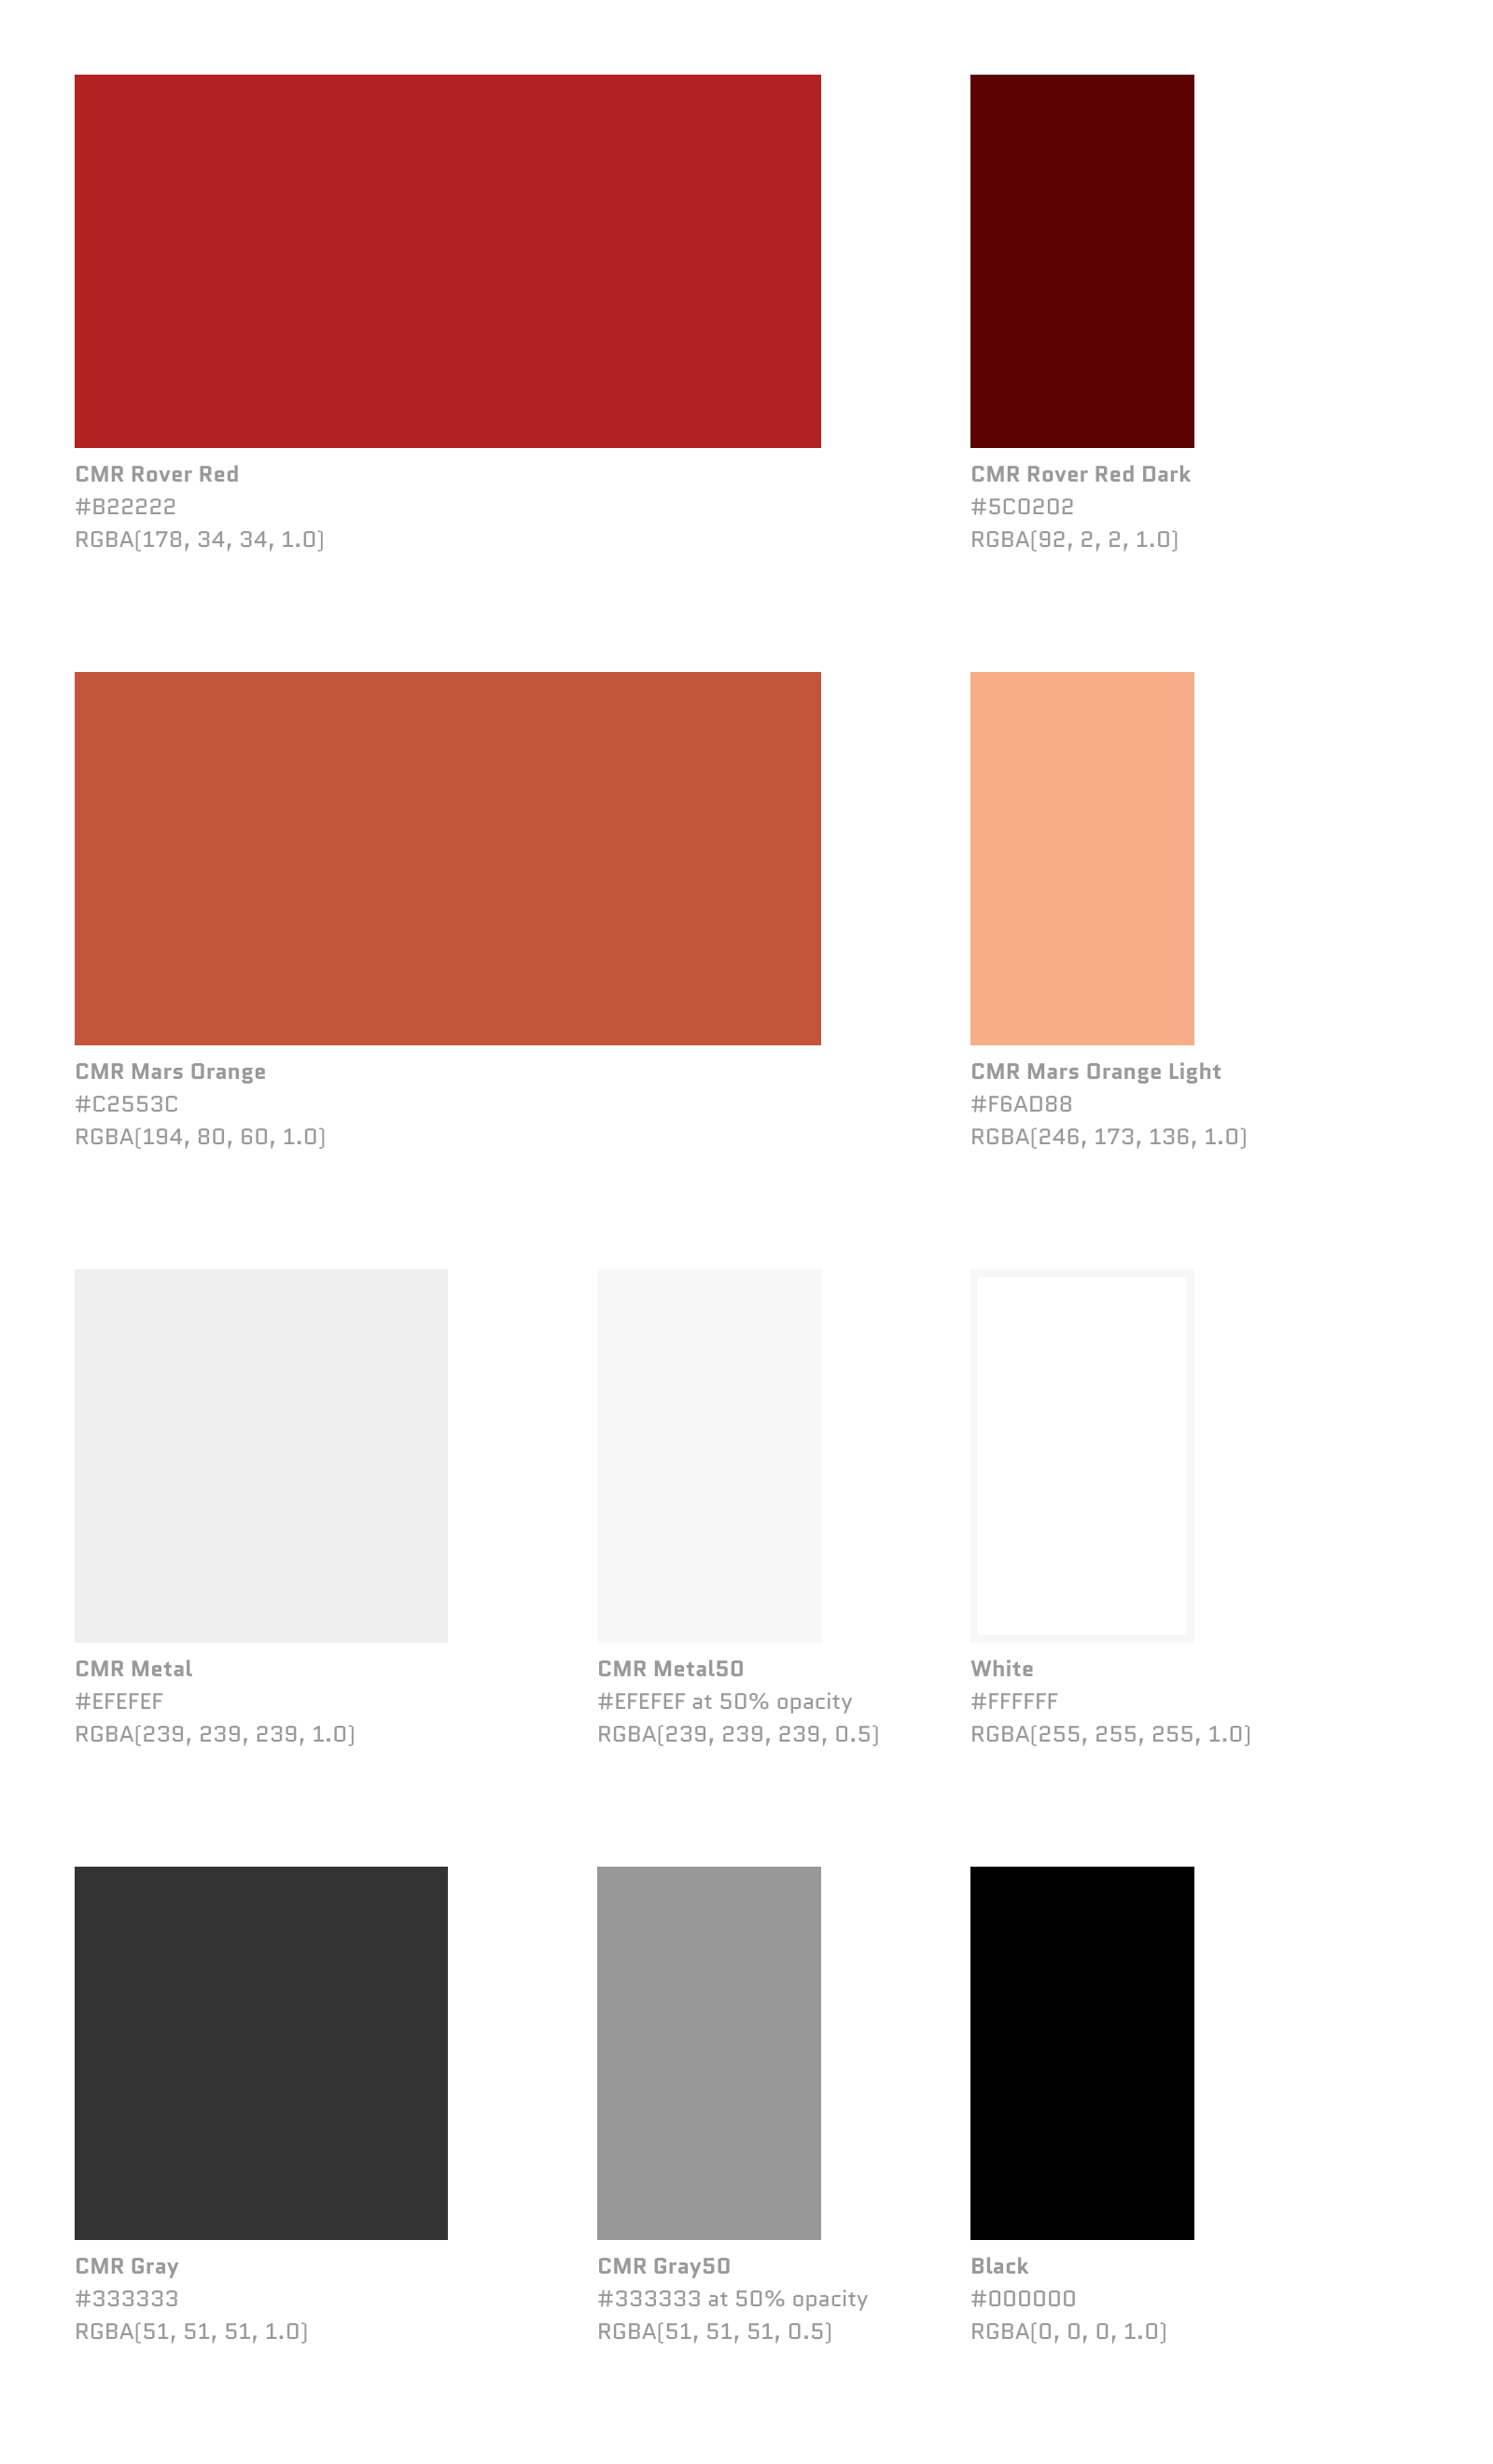 CMR Rover Red
#B22222
RGBA(178, 34, 34, 1.0)
CMR Rover Red Dark
#5C0202
RGBA(92, 2, 2, 1.0)
CMR Mars Orange
#C2553C
RGBA(194, 80, 60, 1.0)
CMR Mars Orange Light
#F6AD88
RGBA(246, 173, 136, 1.0)
CMR Metal
#EFEFEF
RGBA(239, 239, 239, 1.0)
CMR Metal50
#EFEFEF at 50% opacity
RGBA(239, 239, 239, 0.5)
White
#FFFFFF
RGBA(255, 255, 255, 1.0)
CMR Gray
#333333
RGBA(51, 51, 51, 1.0)
CMR Gray50
#333333 at 50% opacity
RGBA(51, 51, 51, 0.5)
Black
#000000
RGBA(0, 0, 0, 1.0)